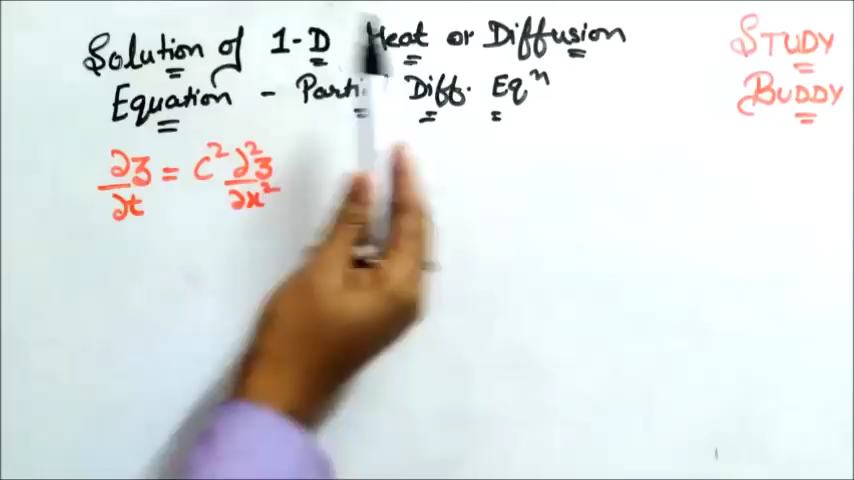 Solution of 1-D Heat or Diffusion
Equation - Diff. Eqⁿ
∂z/∂t = C² ∂²z/∂x²
STUDY
BUDDY